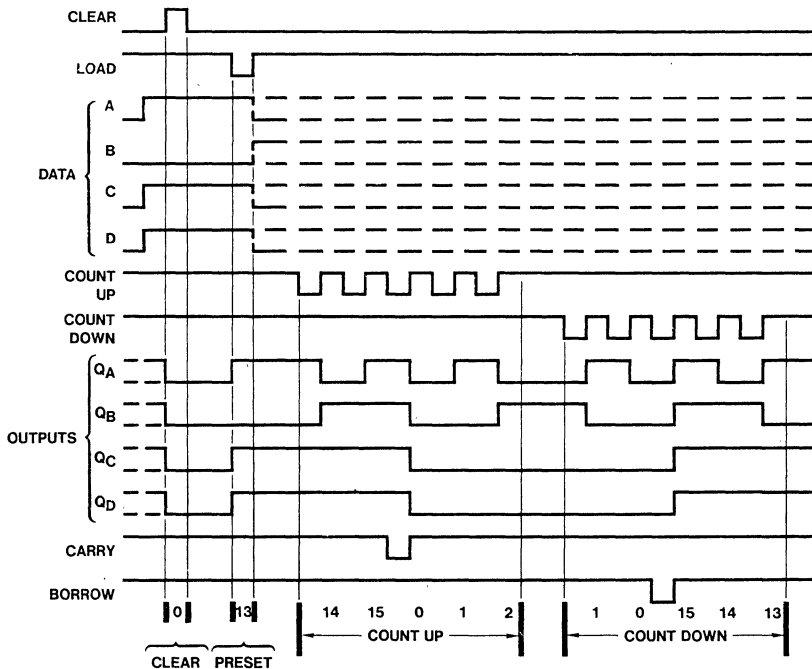 CLEAR
LOAD
A
B
DATA
C
D
COUNT
UP
COUNT
DOWN
QA
QB
OUTPUTS
QC
QD
CARRY
BORROW
0 13 14 15 0 1 2 1 0 15 14 13
COUNT UP COUNT DOWN
CLEAR PRESET